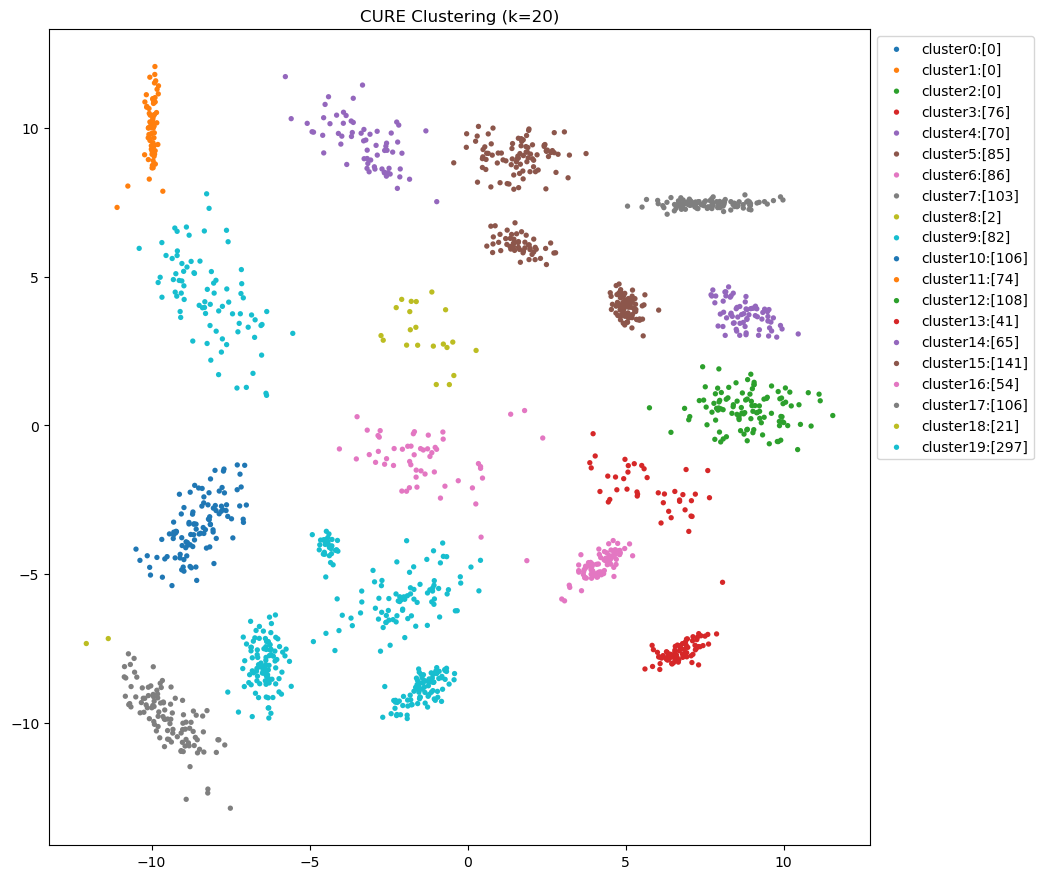 CURE Clustering (k=20)
cluster0:[0]
cluster1:[0]
cluster2:[0]
cluster3:[76]
cluster4:[70]
cluster5:[85]
cluster6:[86]
cluster7:[103]
cluster8:[2]
cluster9:[82]
cluster10:[106]
cluster11:[74]
cluster12:[108]
cluster13:[41]
cluster14:[65]
cluster15:[141]
cluster16:[54]
cluster17:[106]
cluster18:[21]
cluster19:[297]
10
5
0
−5
−10
−10
−5
0
5
10